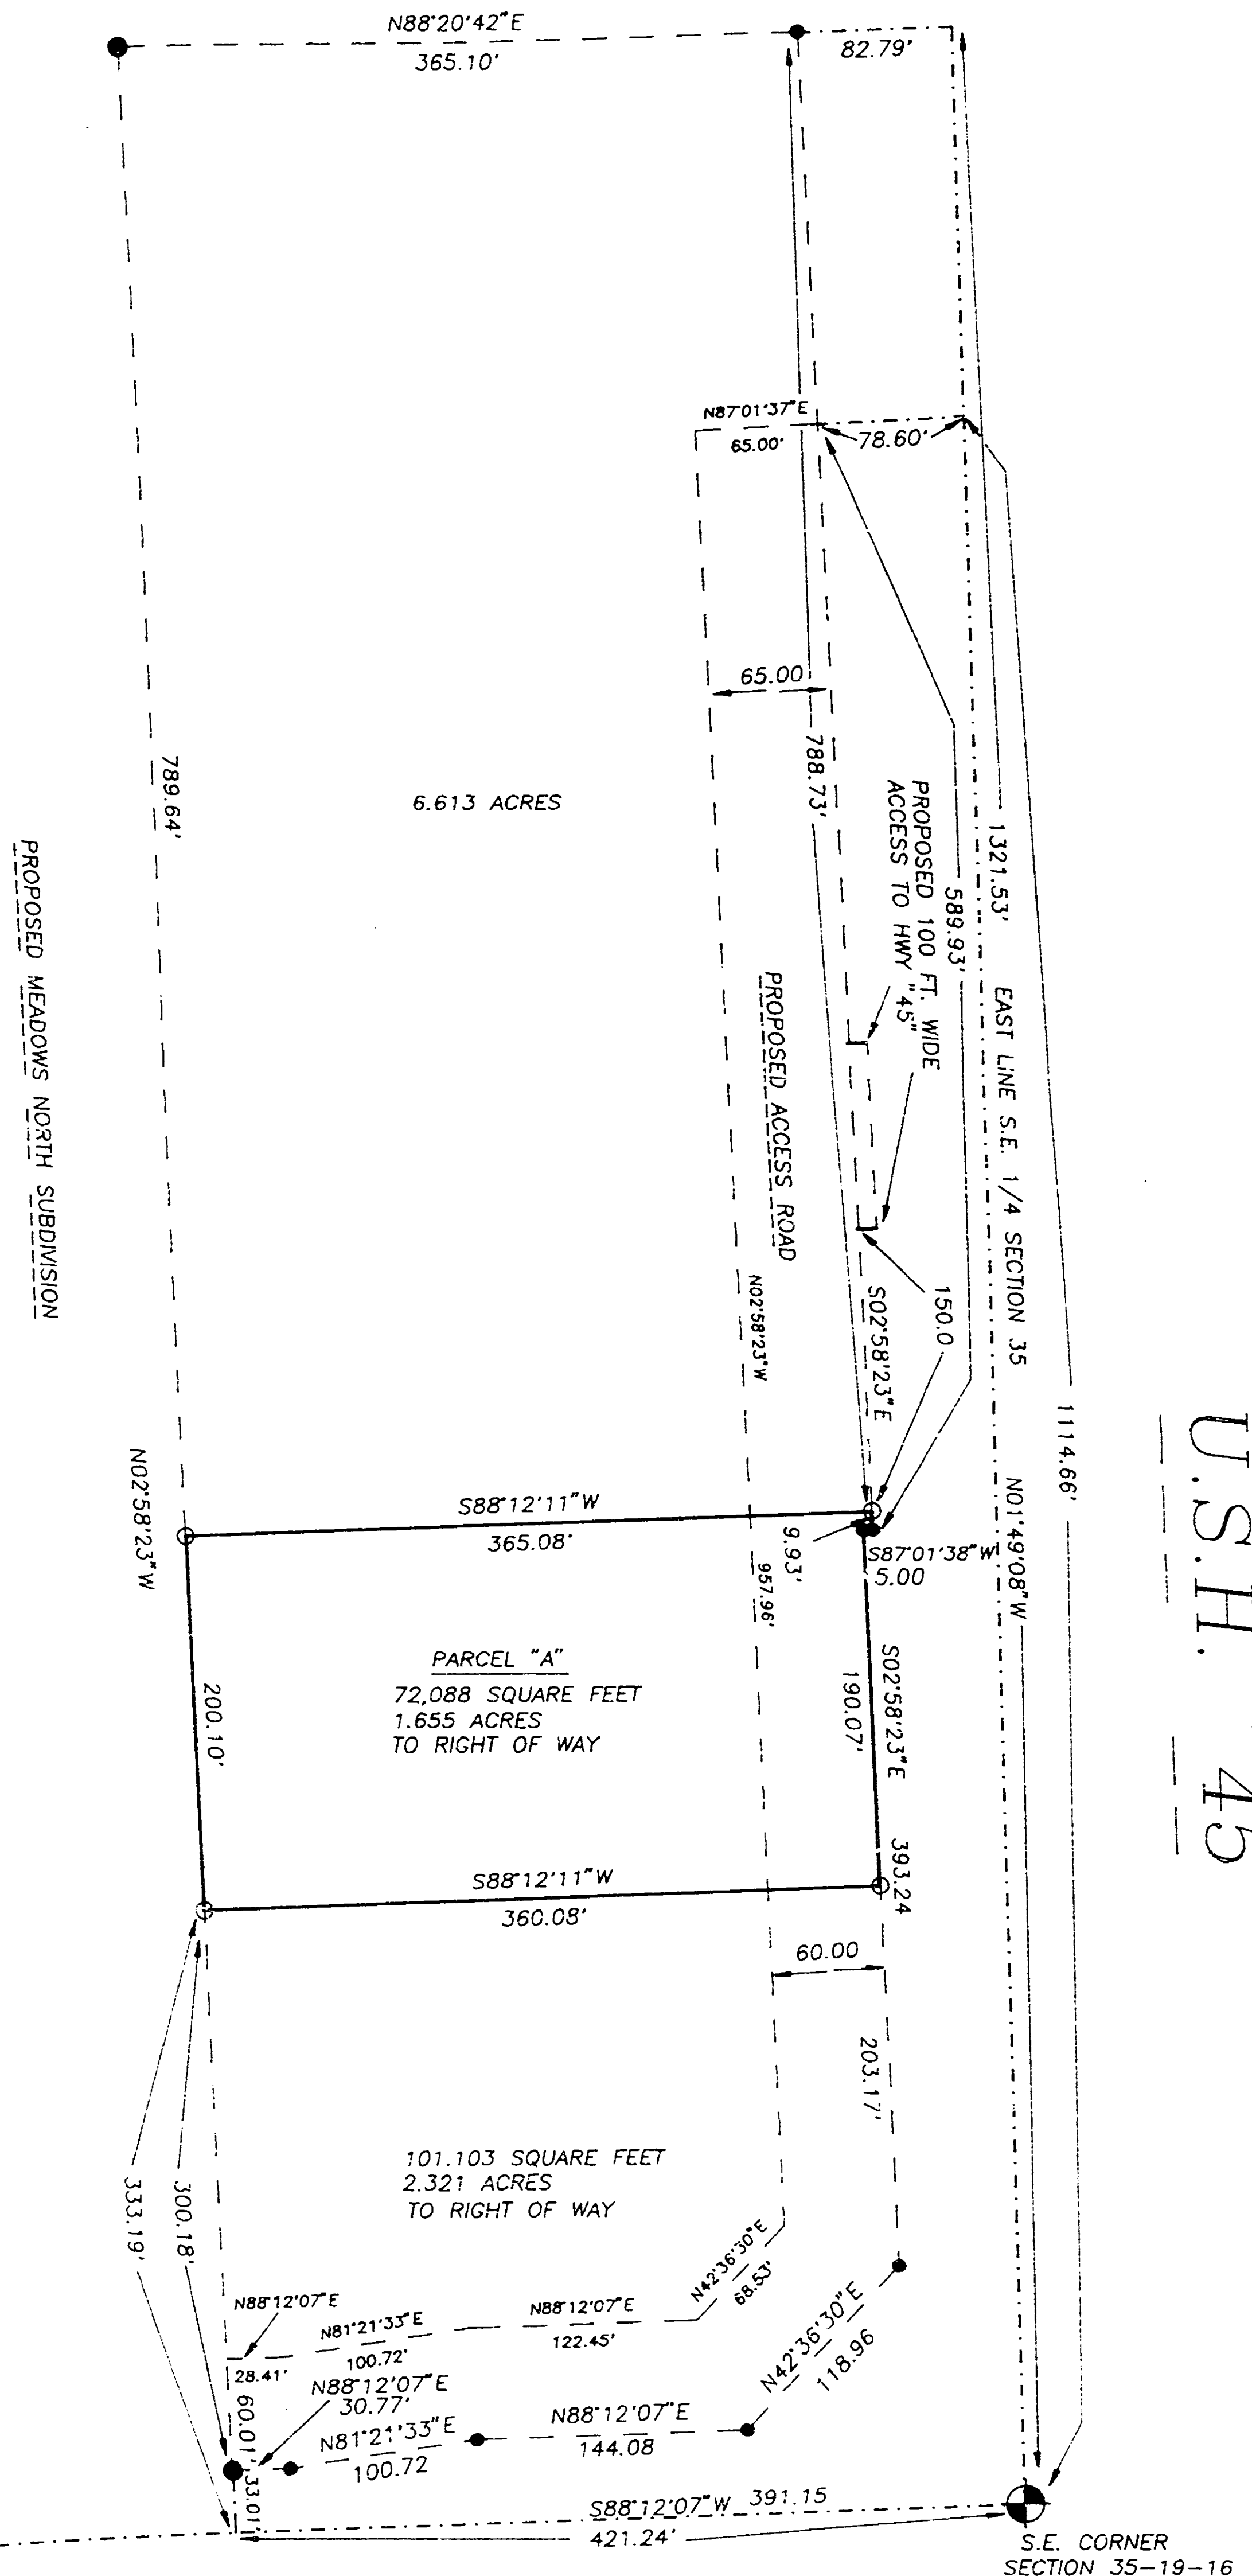 N88°20'42"E
365.10'
82.79'
N87°01'37"E
65.00'
78.60'
65.00
788.73'
789.64'
6.613 ACRES
PROPOSED 100 FT. WIDE
ACCESS TO HWY "45"
589.93'
1321.53'
EAST LINE S.E. 1/4 SECTION 35
PROPOSED MEADOWS NORTH SUBDIVISION
PROPOSED ACCESS ROAD
N02°58'23"W
S02°58'23"E
150.0
1114.66'
N01°49'08"W
U.S.H. 45
N02°58'23"W
S88°12'11"W
365.08'
9.93'
S87°01'38"W
5.00
957.96'
PARCEL "A"
72,088 SQUARE FEET
1.655 ACRES
TO RIGHT OF WAY
200.10'
190.07'
S02°58'23"E
S88°12'11"W
360.08'
393.24
60.00
203.17'
101.103 SQUARE FEET
2.321 ACRES
TO RIGHT OF WAY
333.19'
300.18'
N42°36'30"E
68.53'
N88°12'07"E
N81°21'33"E
100.72'
N88°12'07"E
122.45'
28.41'
N42°36'30"E
118.96
N88°12'07"E
30.77'
60.01'
N81°21'33"E
100.72
N88°12'07"E
144.08
33.01'
S88°12'07"W 391.15
421.24'
S.E. CORNER
SECTION 35-19-16